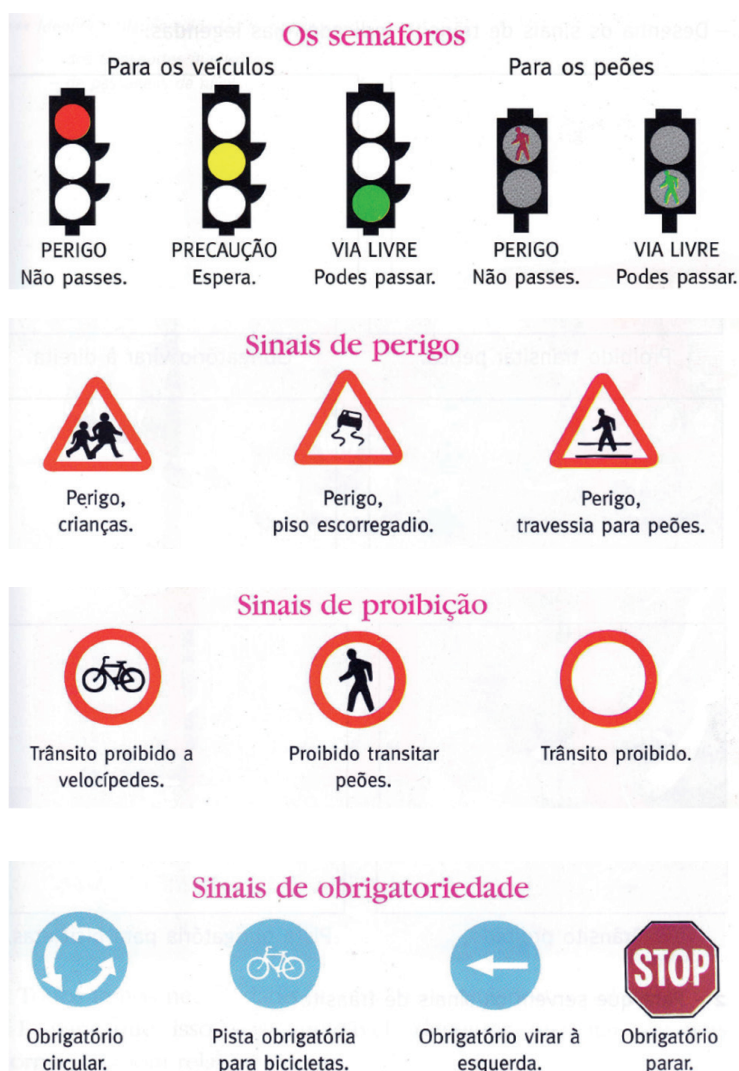 Os semáforos
Para os veículos
Para os peões
PERIGO
Não passes.
PRECAUÇÃO
Espera.
VIA LIVRE
Podes passar.
PERIGO
Não passes.
VIA LIVRE
Podes passar.
Sinais de perigo
Perigo,
crianças.
Perigo,
piso escorregadio.
Perigo,
travessia para peões.
Sinais de proibição
Trânsito proibido a
velocípedes.
Proibido transitar
peões.
Trânsito proibido.
Sinais de obrigatoriedade
STOP
Obrigatório
circular.
Pista obrigatória
para bicicletas.
Obrigatório virar à
esquerda.
Obrigatório
parar.